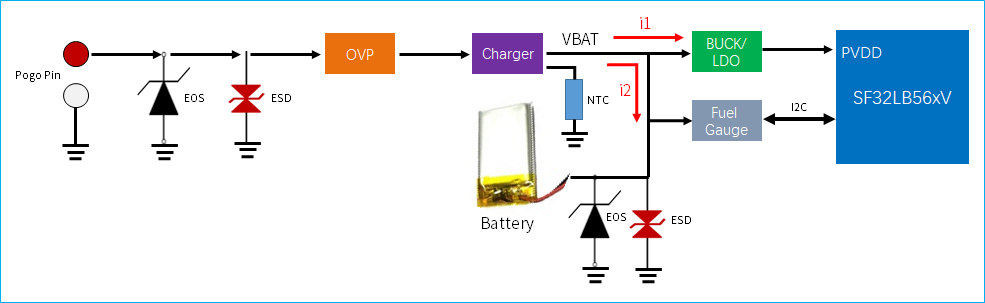 i1
VBAT
BUCK/
LDO
OVP
Charger
PVDD
Pogo Pin
SF32LB56xV
i2
EOS
ESD
NTC
Fuel
Gauge
I2C
Battery
EOS
ESD